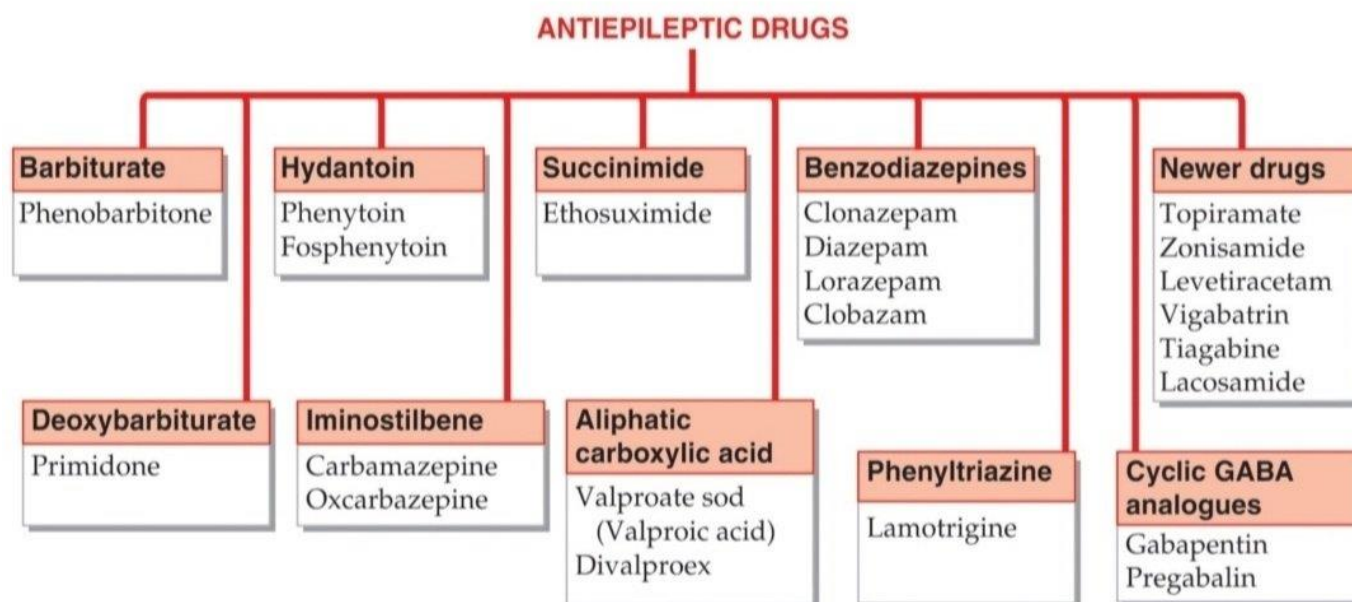 ANTIEPILEPTIC DRUGS
Barbiturate
Phenobarbitone
Hydantoin
Phenytoin
Fosphenytoin
Succinimide
Ethosuximide
Benzodiazepines
Clonazepam
Diazepam
Lorazepam
Clobazam
Newer drugs
Topiramate
Zonisamide
Levetiracetam
Vigabatrin
Tiagabine
Lacosamide
Deoxybarbiturate
Primidone
Iminostilbene
Carbamazepine
Oxcarbazepine
Aliphatic
carboxylic acid
Valproate sod
(Valproic acid)
Divalproex
Phenyltriazine
Lamotrigine
Cyclic GABA
analogues
Gabapentin
Pregabalin